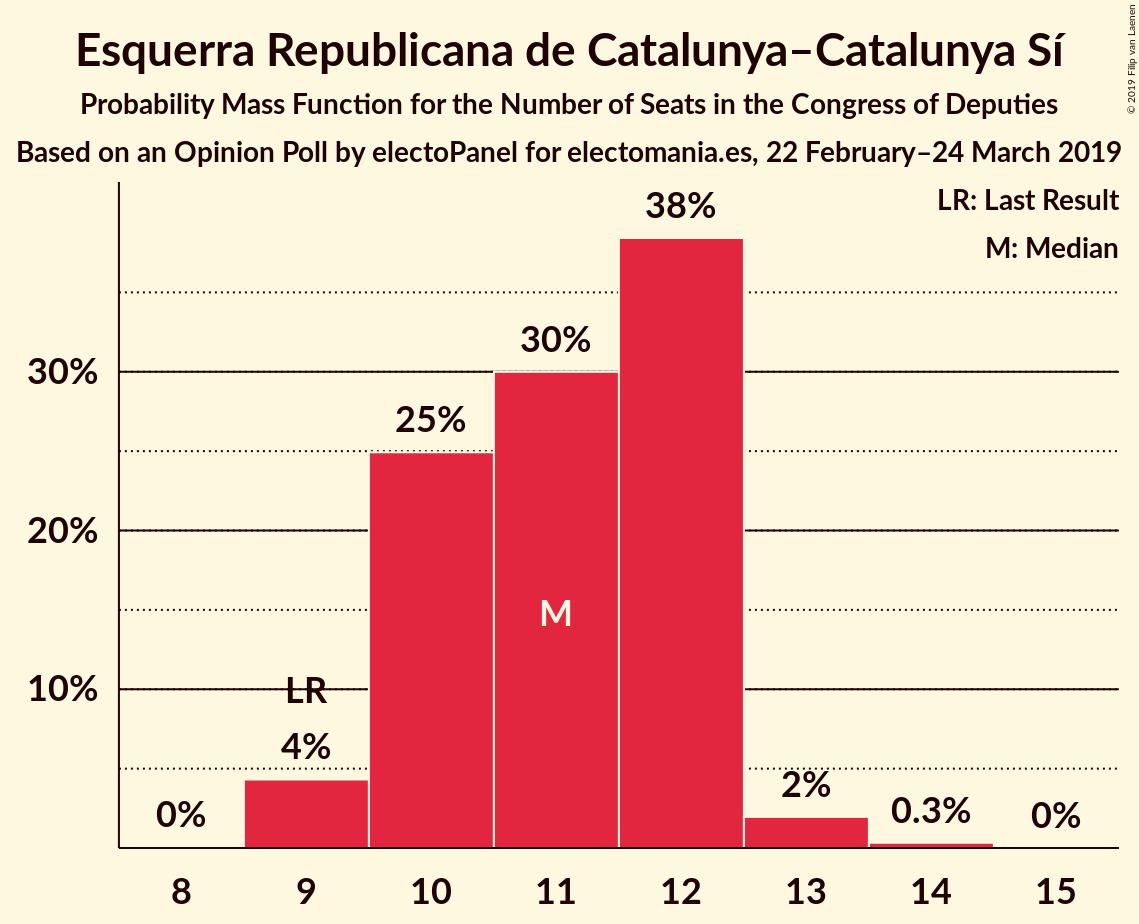 Esquerra Republicana de Catalunya–Catalunya Sí
Probability Mass Function for the Number of Seats in the Congress of Deputies
Based on an Opinion Poll by electoPanel for electomania.es, 22 February–24 March 2019
© 2019 Filip van Laenen
LR: Last Result
M: Median
38%
30%
30%
25%
20%
M
10%
LR
4%
0%
2%
0.3%
0%
8 9 10 11 12 13 14 15